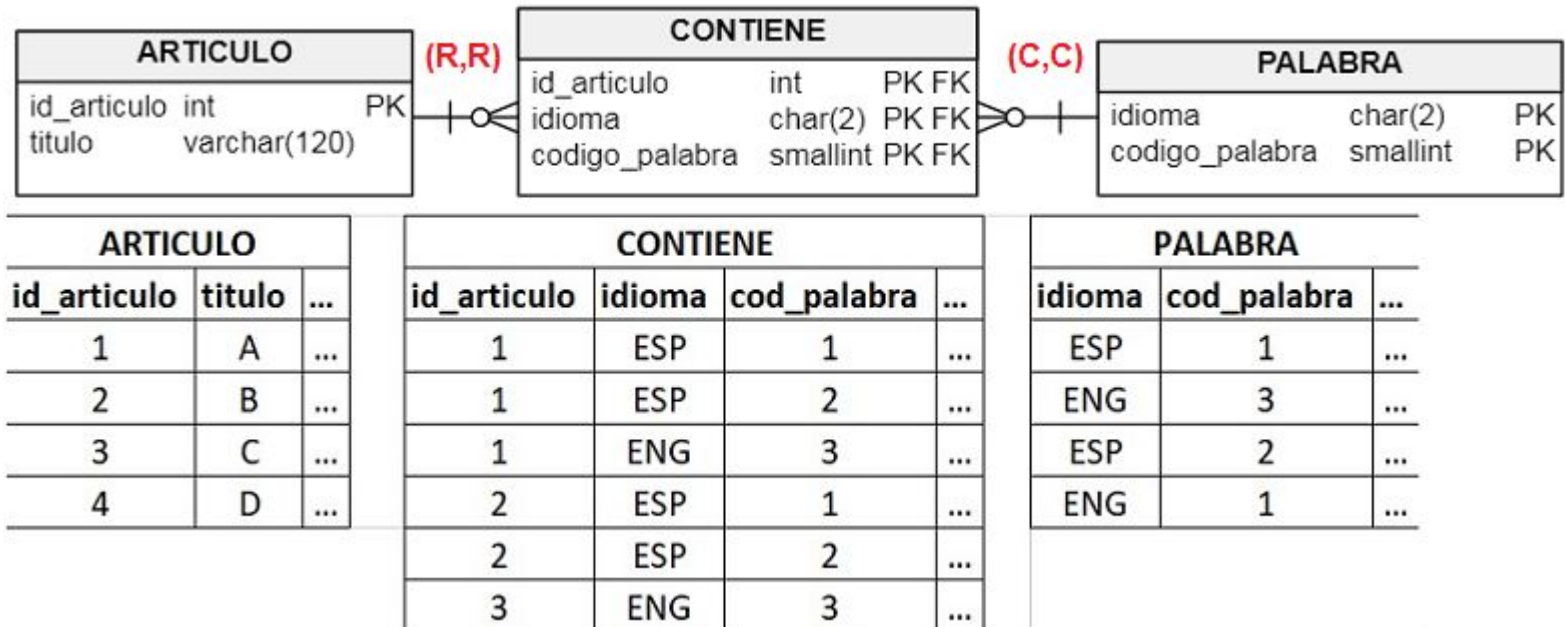 ARTICULO
id_articulo int PK
titulo varchar(120)
(R,R)
CONTIENE
id_articulo int PK FK
idioma char(2) PK FK
codigo_palabra smallint PK FK
(C,C)
PALABRA
idioma char(2) PK
codigo_palabra smallint PK
ARTICULO
id_articulo titulo ...
1 A ...
2 B ...
3 C ...
4 D ...
CONTIENE
id_articulo idioma cod_palabra ...
1 ESP 1 ...
1 ESP 2 ...
1 ENG 3 ...
2 ESP 1 ...
2 ESP 2 ...
3 ENG 3 ...
PALABRA
idioma cod_palabra ...
ESP 1 ...
ENG 3 ...
ESP 2 ...
ENG 1 ...